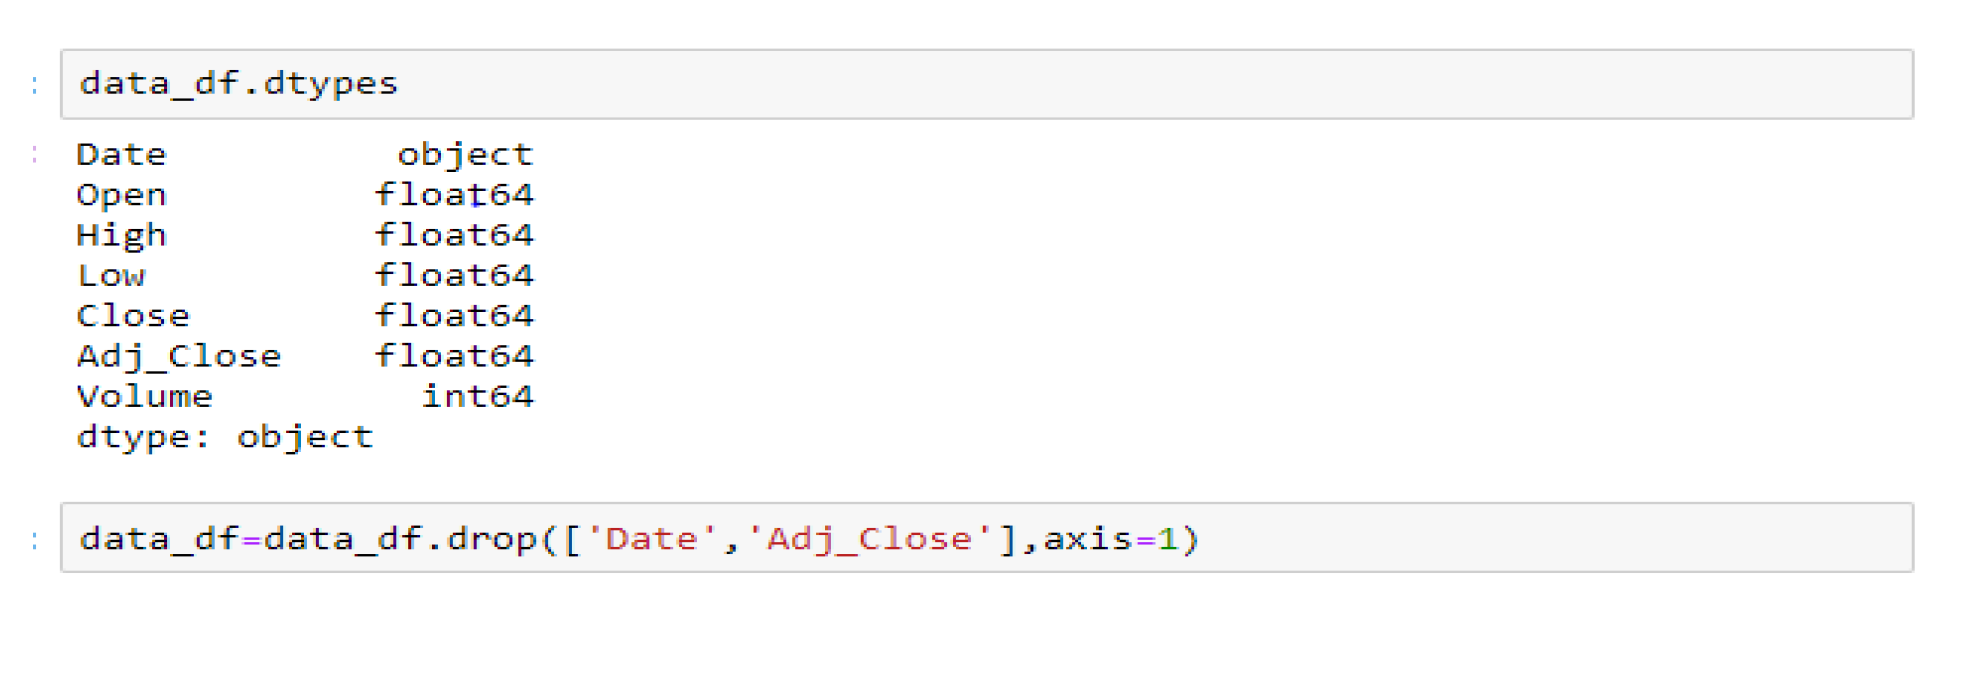 : data_df.dtypes
: Date          object
Open         float64
High         float64
Low          float64
Close        float64
Adj_Close    float64
Volume         int64
dtype: object
: data_df=data_df.drop(['Date','Adj_Close'],axis=1)